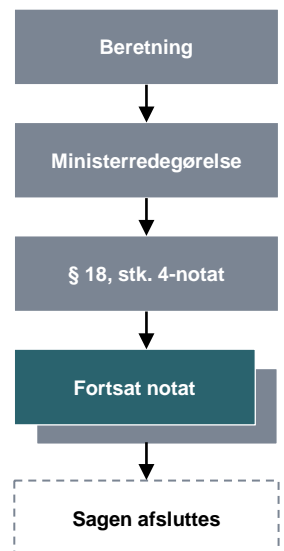 Beretning
Ministerredegørelse
§ 18, stk. 4-notat
Fortsat notat
Sagen afsluttes